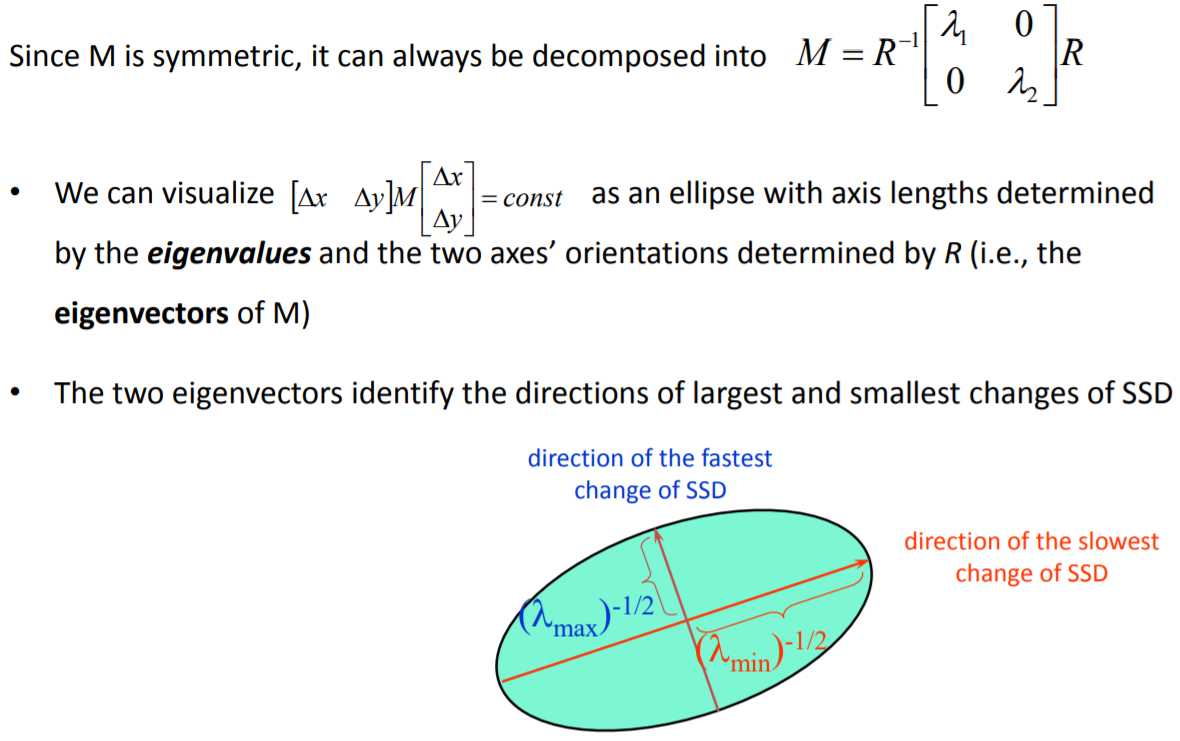 Since M is symmetric, it can always be decomposed into M = R⁻¹ [λ₁ 0; 0 λ₂] R
• We can visualize [Δx Δy] M [Δx; Δy] = const as an ellipse with axis lengths determined
by the eigenvalues and the two axes’ orientations determined by R (i.e., the
eigenvectors of M)
• The two eigenvectors identify the directions of largest and smallest changes of SSD
direction of the fastest
change of SSD
direction of the slowest
change of SSD
(λmax)-1/2
(λmin)-1/2